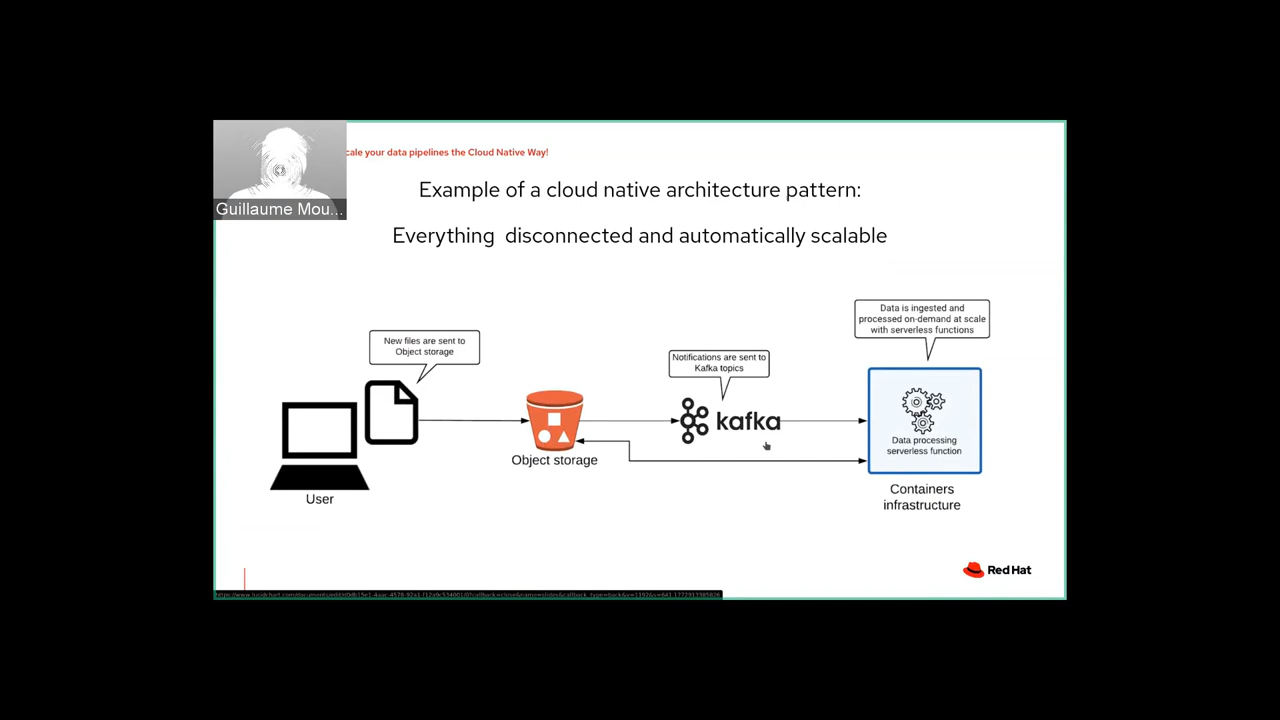 cale your data pipelines the Cloud Native Way!
Guillaume Mou...
Example of a cloud native architecture pattern:
Everything disconnected and automatically scalable
Data is ingested and
processed on-demand at scale
with serverless functions
New files are sent to
Object storage
Notifications are sent to
Kafka topics
kafka
Data processing
serverless function
Object storage
User
Containers
infrastructure
Red Hat